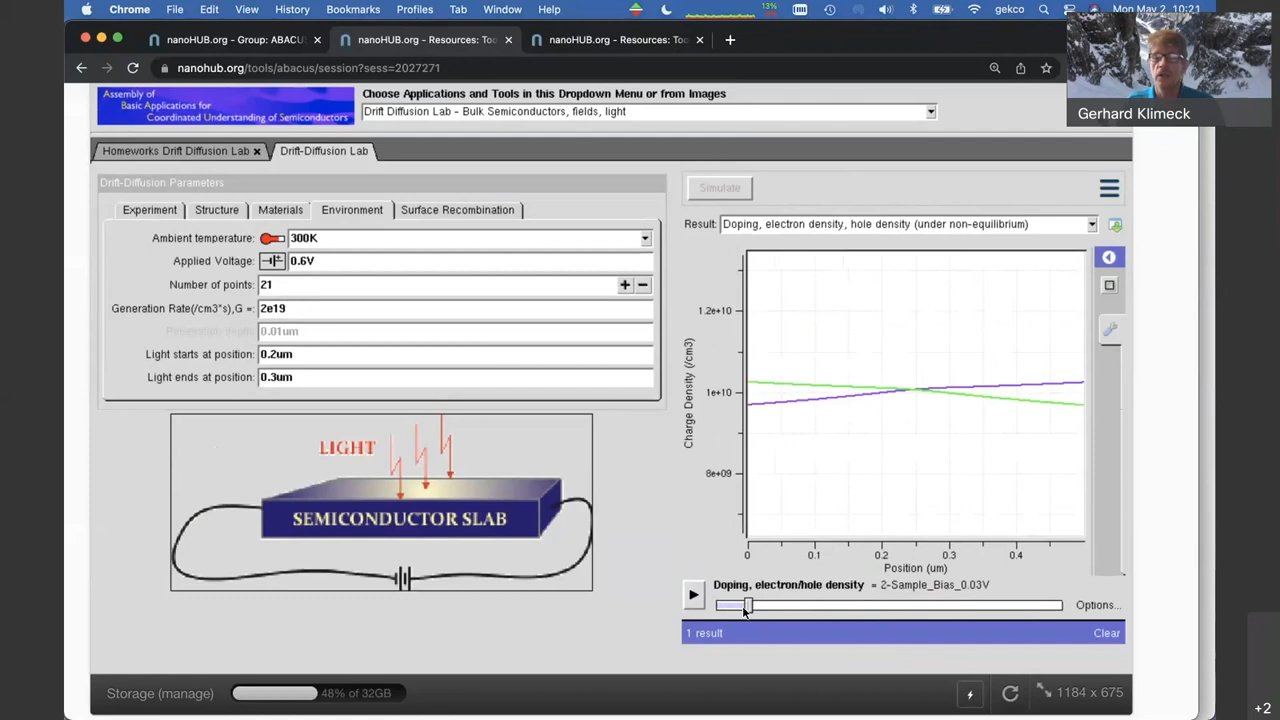 Chrome File Edit View History Bookmarks Profiles Tab Window Help 13% Mon May 2 10:21
nanoHUB.org - Group: ABACU × nanoHUB.org - Resources: Too × nanoHUB.org - Resources: Too × +
nanohub.org/tools/abacus/session?sess=2027271
Gerhard Klimeck
Assembly of
Basic Applications for
Coordinated Understanding of Semiconductors
Choose Applications and Tools in this Dropdown Menu or from Images
Drift Diffusion Lab - Bulk Semiconductors, fields, light
Homeworks Drift Diffusion Lab × Drift-Diffusion Lab
Drift-Diffusion Parameters
Experiment Structure Materials Environment Surface Recombination
Ambient temperature: 300K
Applied Voltage: 0.6V
Number of points: 21
Generation Rate(/cm3*s),G =: 2e19
0.01um
Light starts at position: 0.2um
Light ends at position: 0.3um
LIGHT
SEMICONDUCTOR SLAB
Simulate
Result: Doping, electron density, hole density (under non-equilibrium)
Charge Density (/cm3)
1.2e+10
1e+10
8e+09
0 0.1 0.2 0.3 0.4
Position (um)
Doping, electron/hole density = 2-Sample_Bias_0.03V
Options...
1 result Clear
Storage (manage) 48% of 32GB 1184 x 675
+2